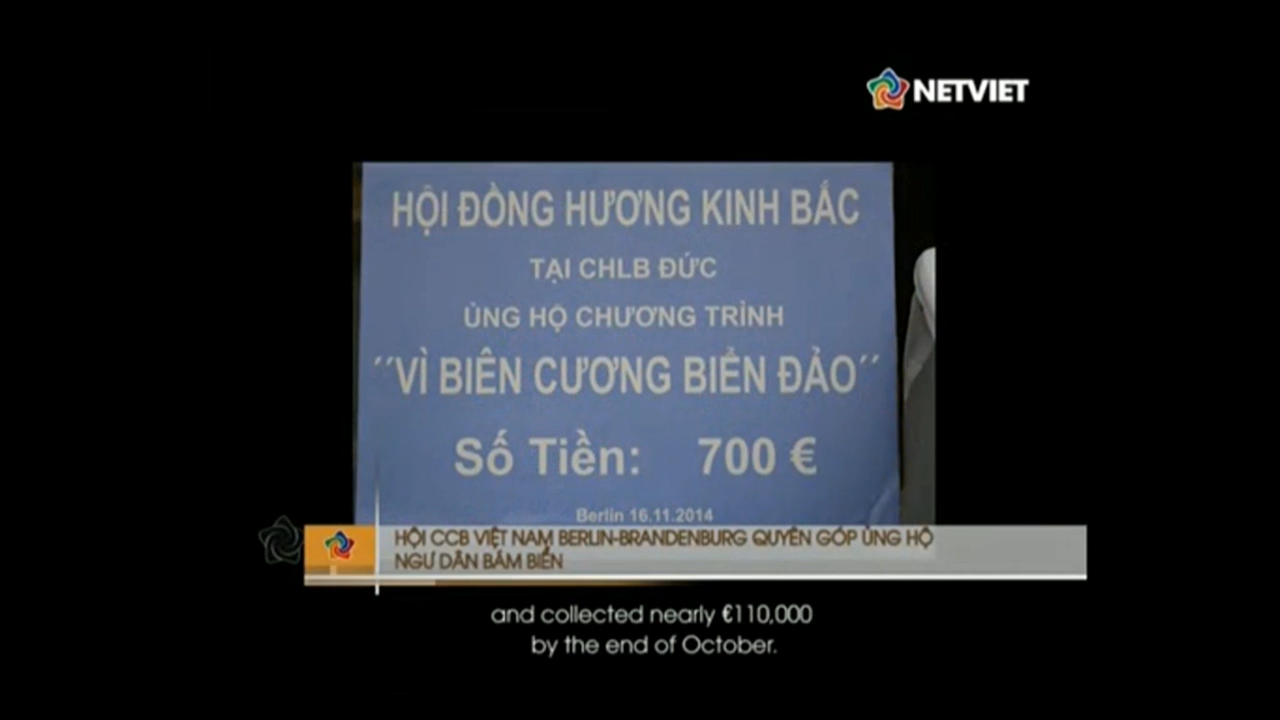 NETVIET
HỘI ĐỒNG HƯƠNG KINH BẮC
TẠI CHLB ĐỨC
ỦNG HỘ CHƯƠNG TRÌNH
´´VÌ BIÊN CƯƠNG BIỂN ĐẢO´´
Số Tiền: 700 €
Berlin 16.11.2014
HỘI CCB VIỆT NAM BERLIN-BRANDENBURG QUYÊN GÓP ỦNG HỘ
NGƯ DÂN BÁM BIỂN
and collected nearly €110,000
by the end of October.